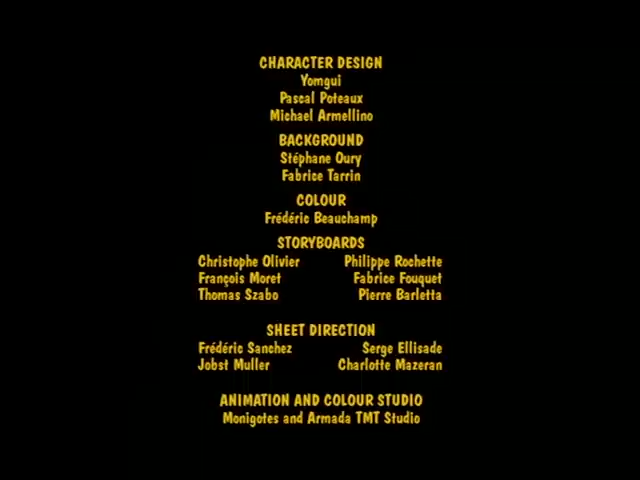 CHARACTER DESIGN
Yomgui
Pascal Poteaux
Michael Armellino
BACKGROUND
Stéphane Oury
Fabrice Tarrin
COLOUR
Frédéric Beauchamp
STORYBOARDS
Christophe Olivier Philippe Rochette
François Moret Fabrice Fouquet
Thomas Szabo Pierre Barletta
SHEET DIRECTION
Frédéric Sanchez Serge Ellisade
Jobst Muller Charlotte Mazeran
ANIMATION AND COLOUR STUDIO
Monigotes and Armada TMT Studio